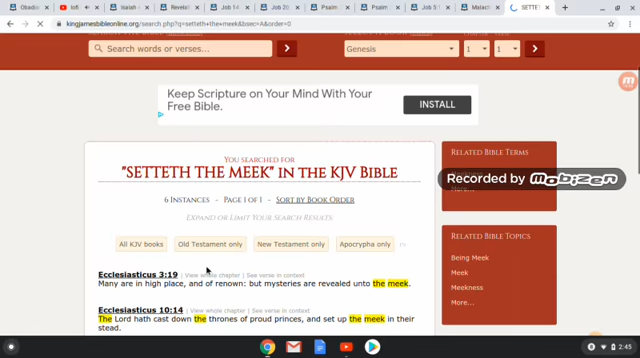 Obadia
lofi
Isaiah
Revelat
Job 14
Job 20
Psalm
Psalm
Job 5:1
Malachi
SETTETH
kingjamesbibleonline.org/search.php?q=setteth+the+meek&bsec=A&order=0
Search words or verses...
Genesis
1
1
Keep Scripture on Your Mind With Your
Free Bible.
INSTALL
You searched for
"SETTETH THE MEEK" in the KJV Bible
6 Instances - Page 1 of 1 - Sort by Book Order
Expand or Limit Your Search Results:
All KJV books
Old Testament only
New Testament only
Apocrypha only
Ecclesiasticus 3:19 | View whole chapter | See verse in context
Many are in high place, and of renown: but mysteries are revealed unto the meek.
Ecclesiasticus 10:14 | View whole chapter | See verse in context
The Lord hath cast down the thrones of proud princes, and set up the meek in their
stead.
Related Bible Terms
More...
Recorded by mobizen
Related Bible Topics
Being Meek
Meek
Meekness
More...
2:45